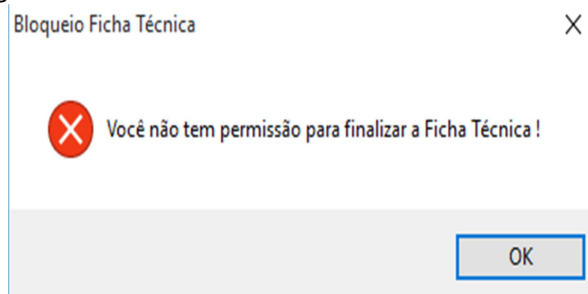 Bloqueio Ficha Técnica
Você não tem permissão para finalizar a Ficha Técnica !
OK